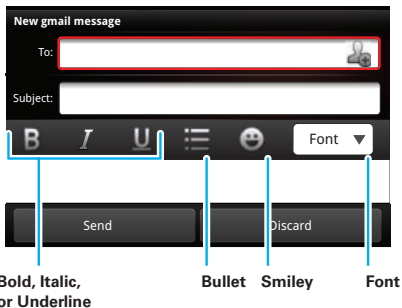 New gmail message
To:
Subject:
B I U Font
Send Discard
Bold, Italic, Bullet Smiley Font
or Underline